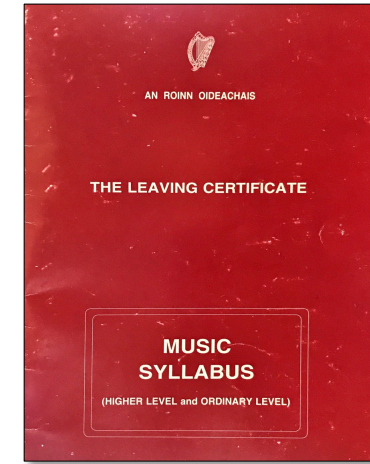 AN ROINN OIDEACHAIS
THE LEAVING CERTIFICATE
MUSIC
SYLLABUS
(HIGHER LEVEL and ORDINARY LEVEL)